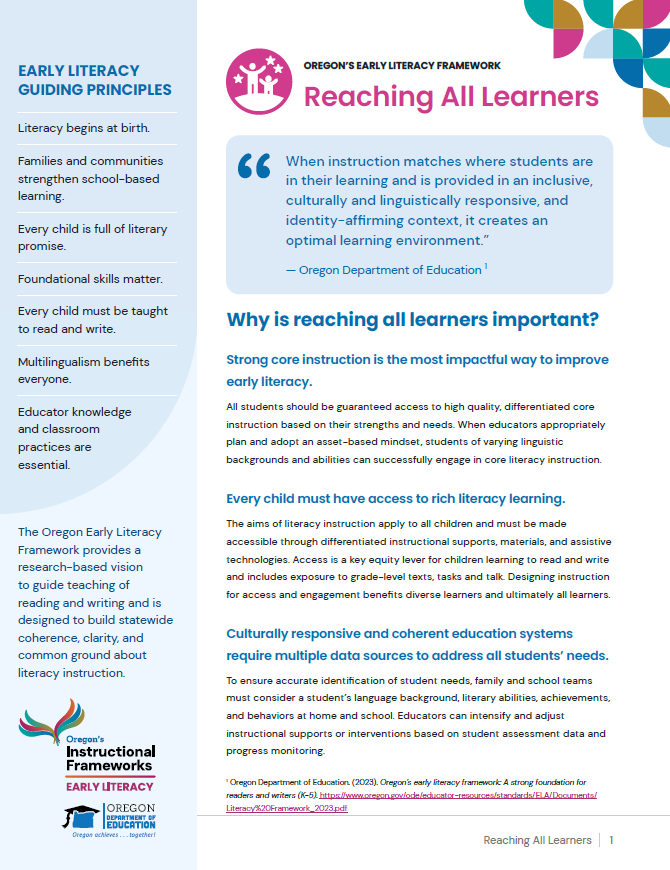 EARLY LITERACY
GUIDING PRINCIPLES
Literacy begins at birth.
Families and communities
strengthen school-based
learning.
Every child is full of literary
promise.
Foundational skills matter.
Every child must be taught
to read and write.
Multilingualism benefits
everyone.
Educator knowledge
and classroom
practices are
essential.
The Oregon Early Literacy
Framework provides a
research-based vision
to guide teaching of
reading and writing and is
designed to build statewide
coherence, clarity, and
common ground about
literacy instruction.
Oregon's
Instructional
Frameworks
EARLY LITERACY
OREGON
DEPARTMENT OF
EDUCATION
Oregon achieves . . . together!
OREGON'S EARLY LITERACY FRAMEWORK
Reaching All Learners
“ When instruction matches where students are
in their learning and is provided in an inclusive,
culturally and linguistically responsive, and
identity-affirming context, it creates an
optimal learning environment.”
— Oregon Department of Education 1
Why is reaching all learners important?
Strong core instruction is the most impactful way to improve
early literacy.
All students should be guaranteed access to high quality, differentiated core
instruction based on their strengths and needs. When educators appropriately
plan and adopt an asset-based mindset, students of varying linguistic
backgrounds and abilities can successfully engage in core literacy instruction.
Every child must have access to rich literacy learning.
The aims of literacy instruction apply to all children and must be made
accessible through differentiated instructional supports, materials, and assistive
technologies. Access is a key equity lever for children learning to read and write
and includes exposure to grade-level texts, tasks and talk. Designing instruction
for access and engagement benefits diverse learners and ultimately all learners.
Culturally responsive and coherent education systems
require multiple data sources to address all students’ needs.
To ensure accurate identification of student needs, family and school teams
must consider a student’s language background, literary abilities, achievements,
and behaviors at home and school. Educators can intensify and adjust
instructional supports or interventions based on student assessment data and
progress monitoring.
1 Oregon Department of Education. (2023). Oregon’s early literacy framework: A strong foundation for
readers and writers (K–5). https://www.oregon.gov/ode/educator-resources/standards/ELA/Documents/
Literacy%20Framework_2023.pdf
Reaching All Learners | 1